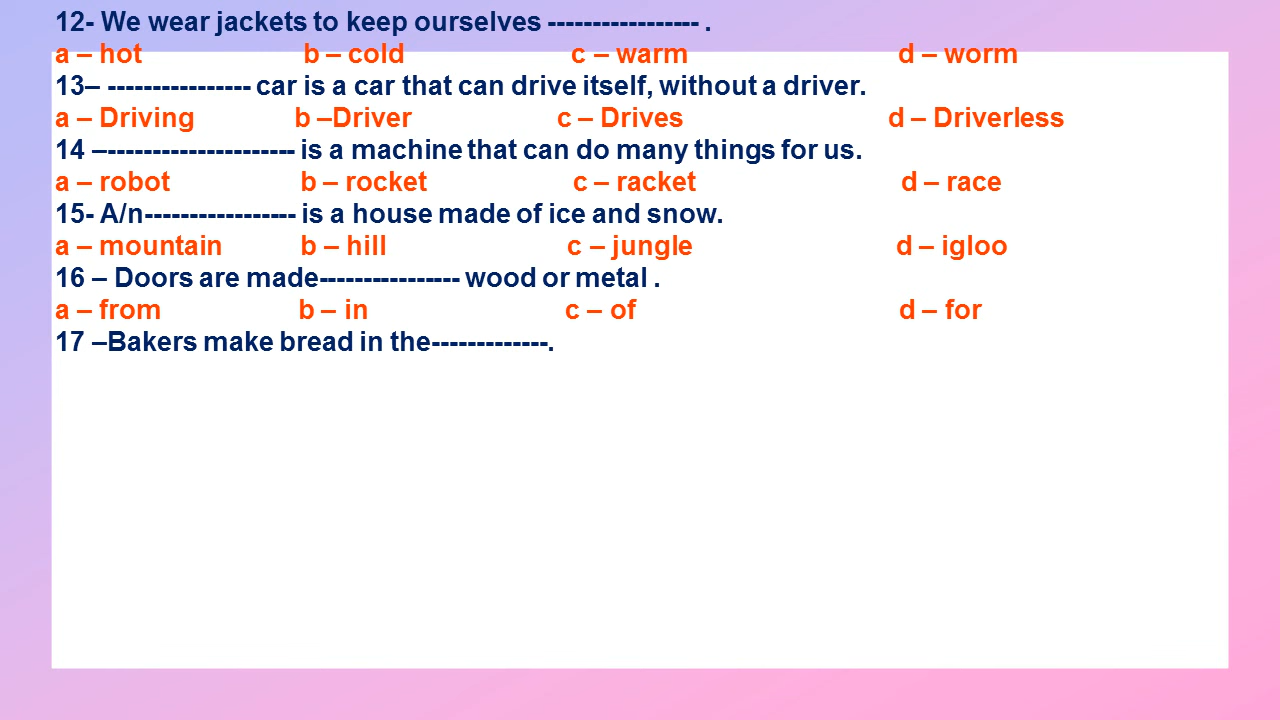 12- We wear jackets to keep ourselves ----------------- .
a – hot b – cold c – warm d – worm
13– ---------------- car is a car that can drive itself, without a driver.
a – Driving b –Driver c – Drives d – Driverless
14 –--------------------- is a machine that can do many things for us.
a – robot b – rocket c – racket d – race
15- A/n----------------- is a house made of ice and snow.
a – mountain b – hill c – jungle d – igloo
16 – Doors are made---------------- wood or metal .
a – from b – in c – of d – for
17 –Bakers make bread in the-------------.